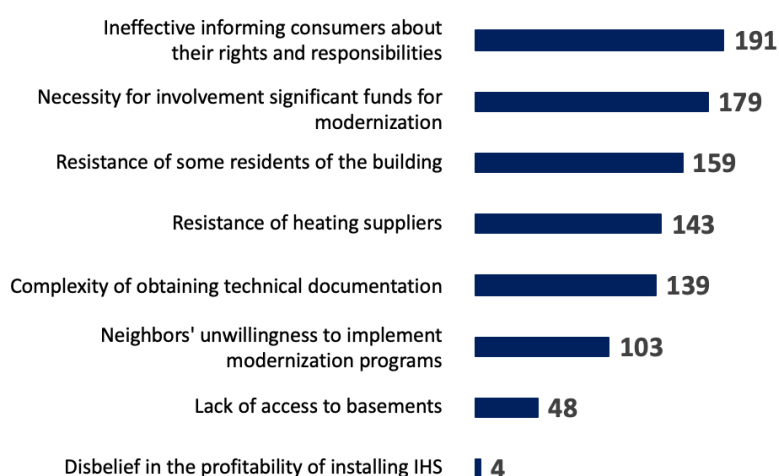 Ineffective informing consumers about
their rights and responsibilities
191
Necessity for involvement significant funds for
modernization
179
Resistance of some residents of the building
159
Resistance of heating suppliers
143
Complexity of obtaining technical documentation
139
Neighbors' unwillingness to implement
modernization programs
103
Lack of access to basements
48
Disbelief in the profitability of installing IHS
4